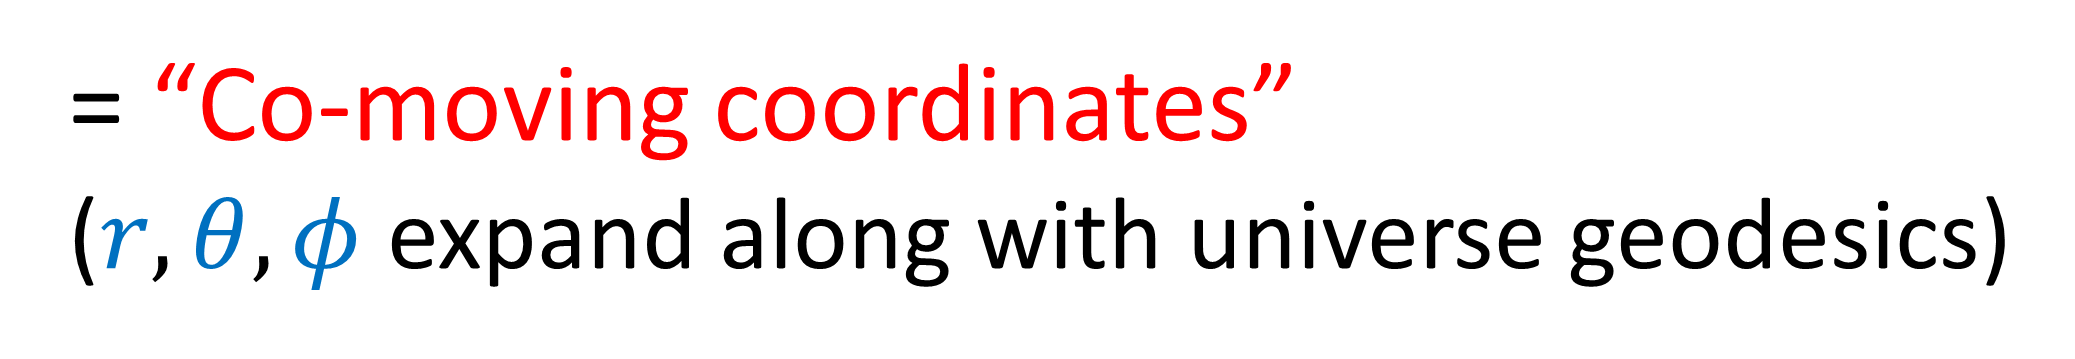 = “Co-moving coordinates”
(𝑟, 𝜃, 𝜙 expand along with universe geodesics)